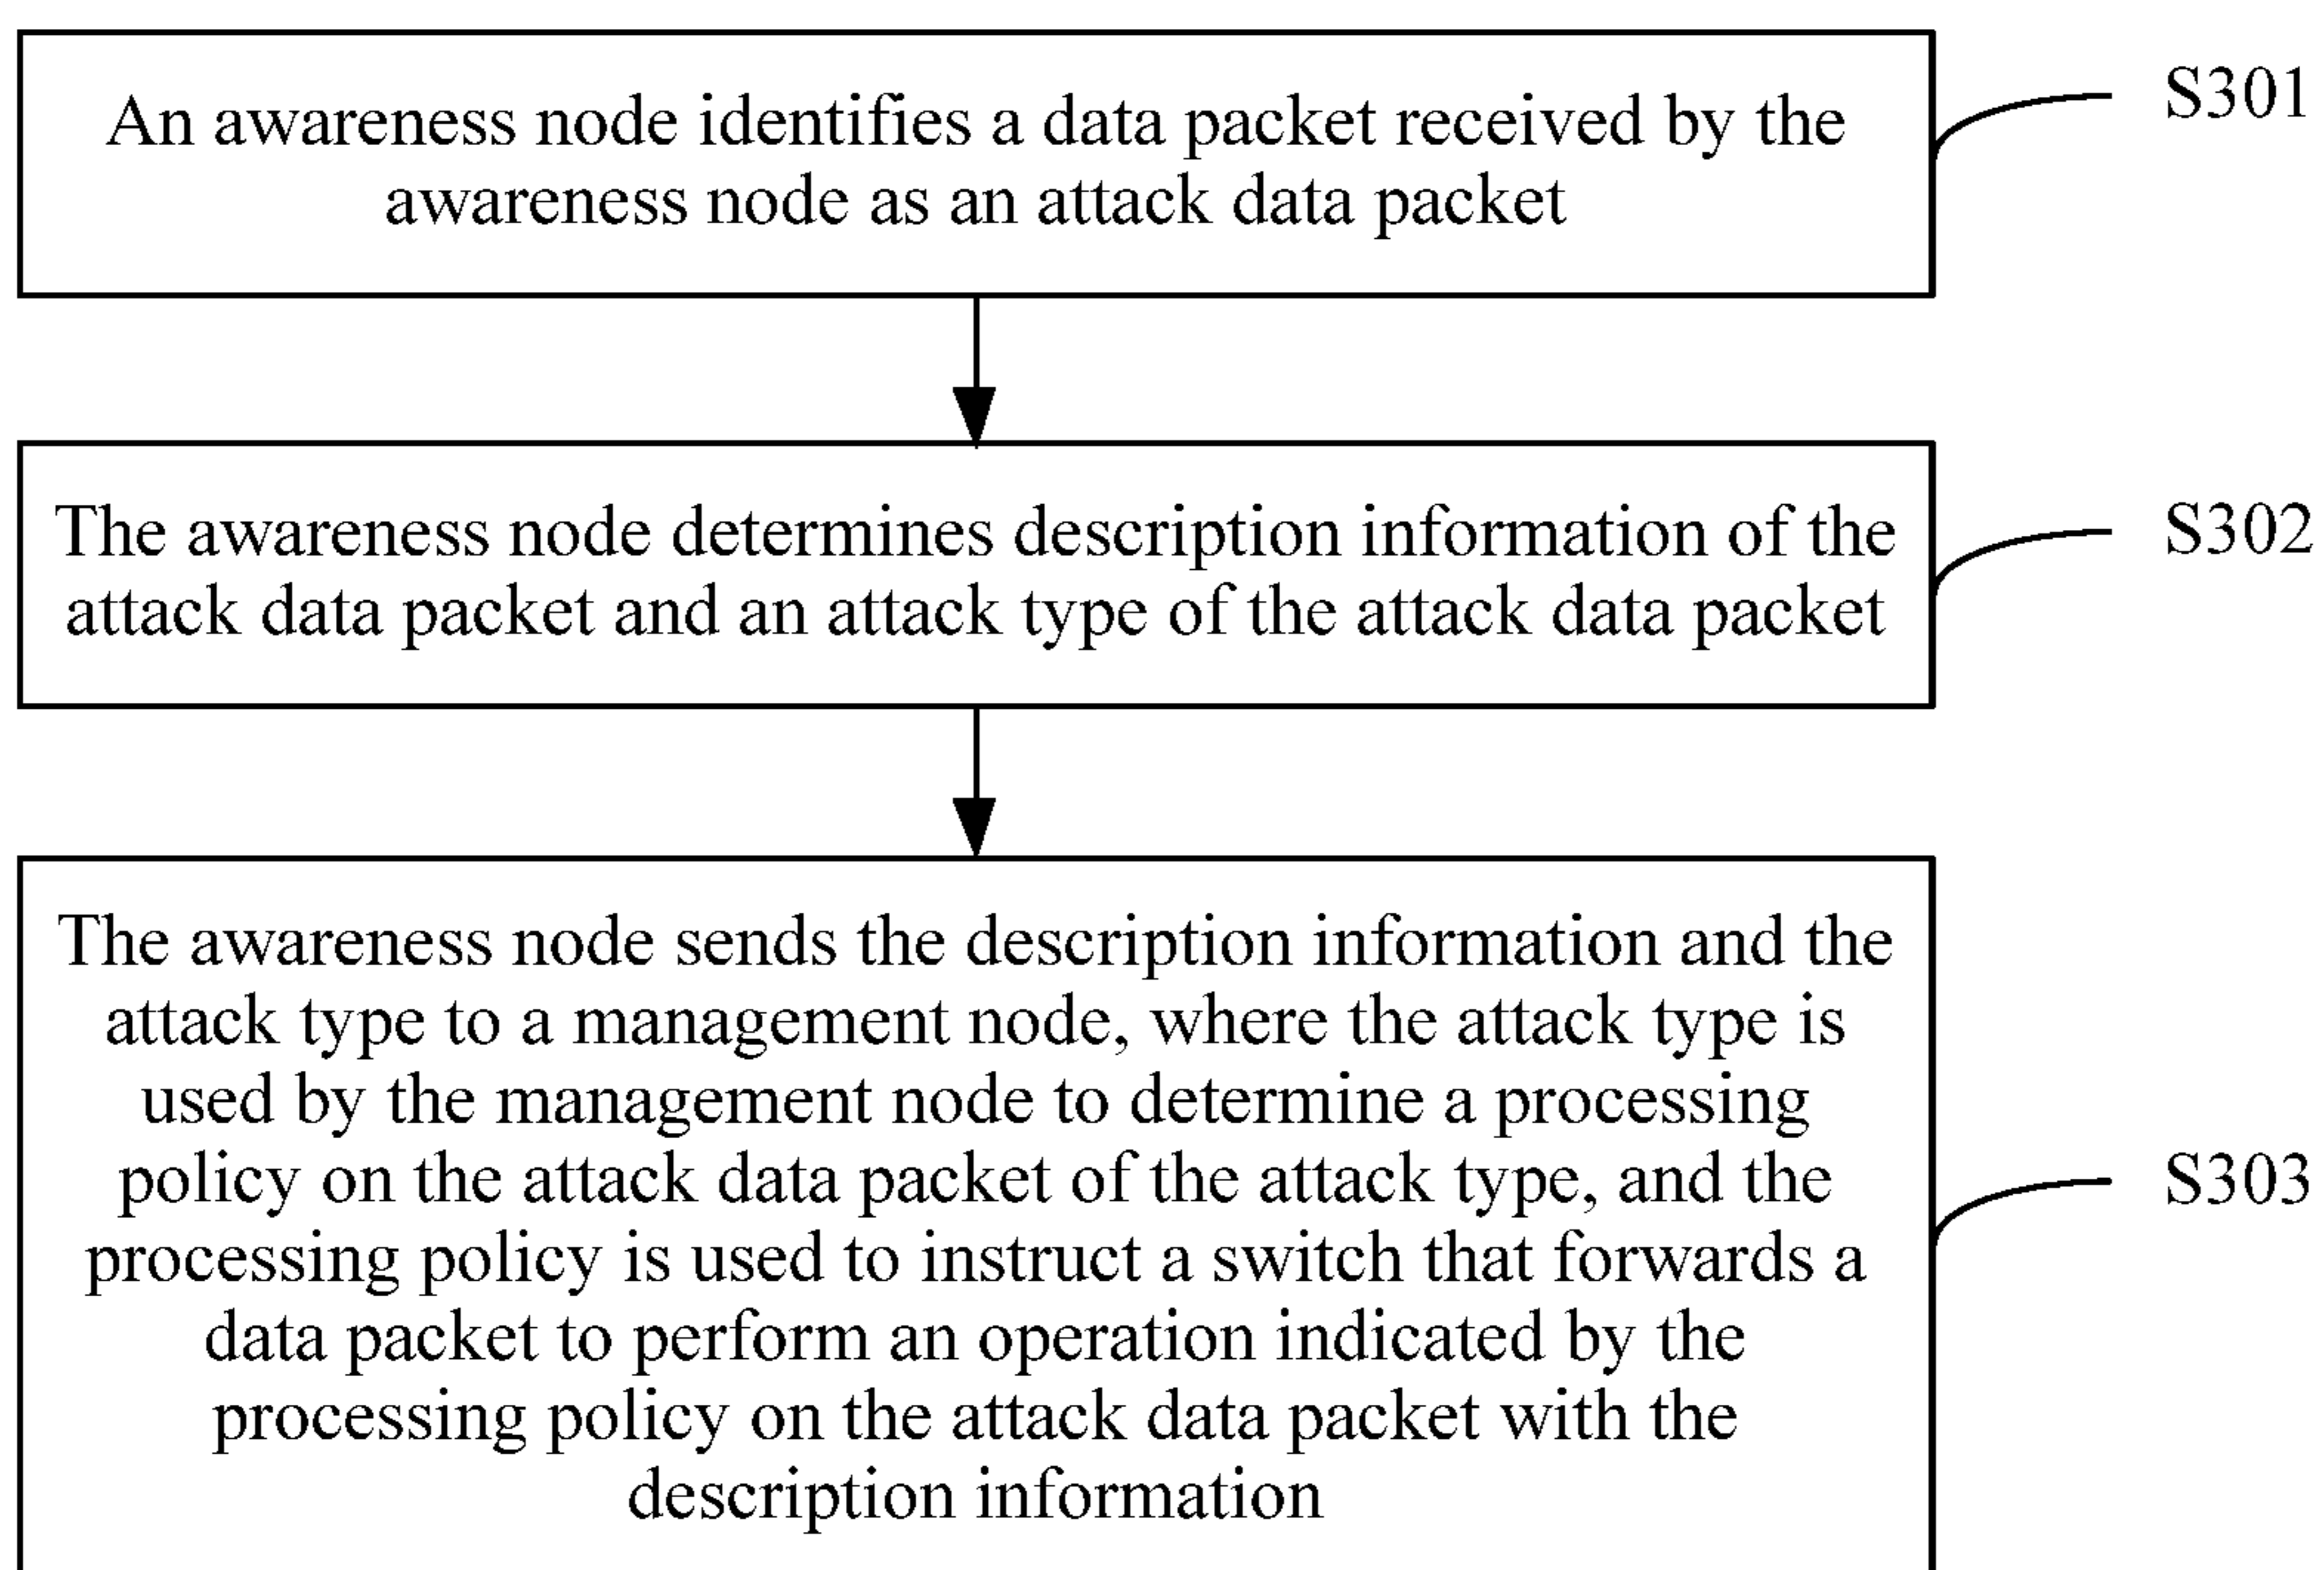 An awareness node identifies a data packet received by the
awareness node as an attack data packet
S301
The awareness node determines description information of the
attack data packet and an attack type of the attack data packet
S302
The awareness node sends the description information and the
attack type to a management node, where the attack type is
used by the management node to determine a processing
policy on the attack data packet of the attack type, and the
processing policy is used to instruct a switch that forwards a
data packet to perform an operation indicated by the
processing policy on the attack data packet with the
description information
S303